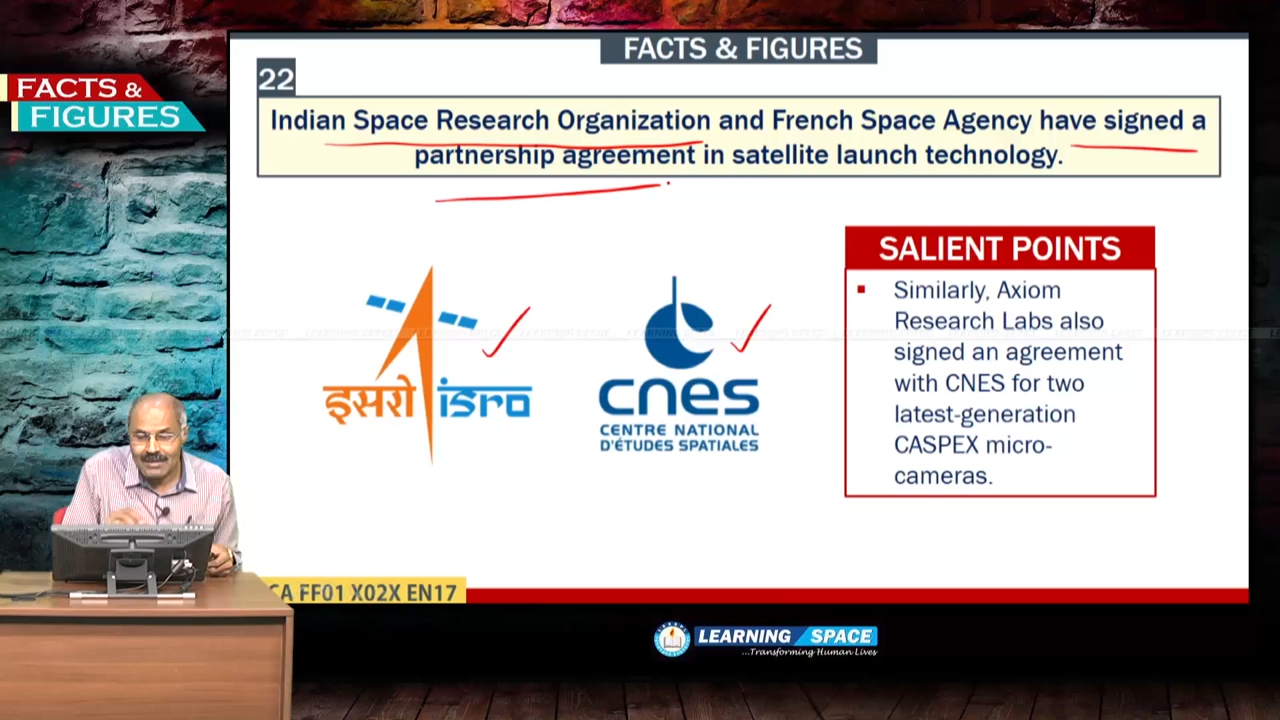 FACTS & FIGURES
FACTS &
FIGURES
22
Indian Space Research Organization and French Space Agency have signed a
partnership agreement in satellite launch technology.
SALIENT POINTS
Similarly, Axiom
Research Labs also
signed an agreement
with CNES for two
latest-generation
CASPEX micro-
cameras.
इसरो isro
cnes
CENTRE NATIONAL
D'ÉTUDES SPATIALES
CA FF01 X02X EN17
LEARNING SPACE
...Transforming Human Lives